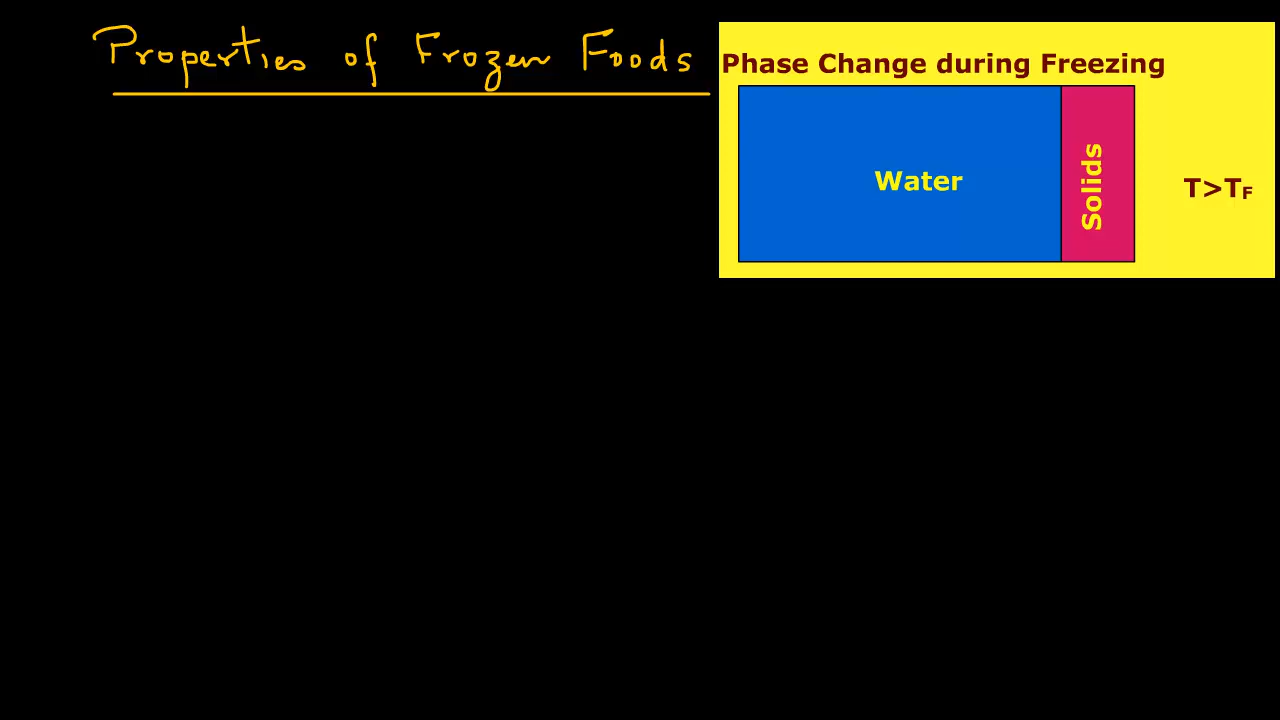 Properties of Frozen Foods
Phase Change during Freezing
Water
Solids
T>TF